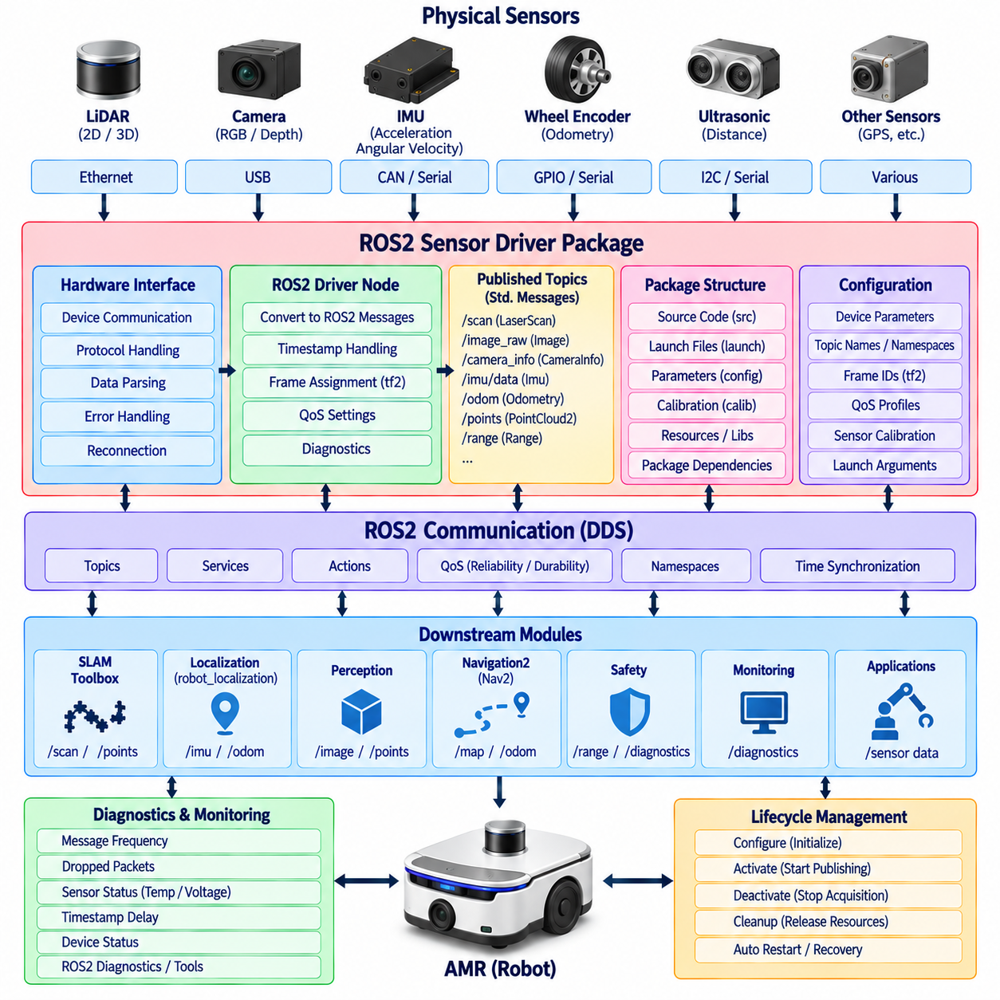 Physical Sensors
LiDAR
(2D / 3D)
Camera
(RGB / Depth)
IMU
(Acceleration
Angular Velocity)
Wheel Encoder
(Odometry)
Ultrasonic
(Distance)
Other Sensors
(GPS, etc.)
Ethernet
USB
CAN / Serial
GPIO / Serial
I2C / Serial
Various
ROS2 Sensor Driver Package
Hardware Interface
Device Communication
Protocol Handling
Data Parsing
Error Handling
Reconnection
ROS2 Driver Node
Convert to ROS2 Messages
Timestamp Handling
Frame Assignment (tf2)
QoS Settings
Diagnostics
Published Topics
(Std. Messages)
/scan (LaserScan)
/image_raw (Image)
/camera_info (CameraInfo)
/imu/data (Imu)
/odom (Odometry)
/points (PointCloud2)
/range (Range)
...
Package Structure
Source Code (src)
Launch Files (launch)
Parameters (config)
Calibration (calib)
Resources / Libs
Package Dependencies
Configuration
Device Parameters
Topic Names / Namespaces
Frame IDs (tf2)
QoS Profiles
Sensor Calibration
Launch Arguments
ROS2 Communication (DDS)
Topics
Services
Actions
QoS (Reliability / Durability)
Namespaces
Time Synchronization
Downstream Modules
SLAM
Toolbox
/scan / /points
Localization
(robot_localization)
/imu / /odom
Perception
/image / /points
Navigation2
(Nav2)
/map / /odom
Safety
/range / /diagnostics
Monitoring
/diagnostics
Applications
/sensor data
Diagnostics & Monitoring
Message Frequency
Dropped Packets
Sensor Status (Temp / Voltage)
Timestamp Delay
Device Status
ROS2 Diagnostics / Tools
AMR (Robot)
Lifecycle Management
Configure (Initialize)
Activate (Start Publishing)
Deactivate (Stop Acquisition)
Cleanup (Release Resources)
Auto Restart / Recovery